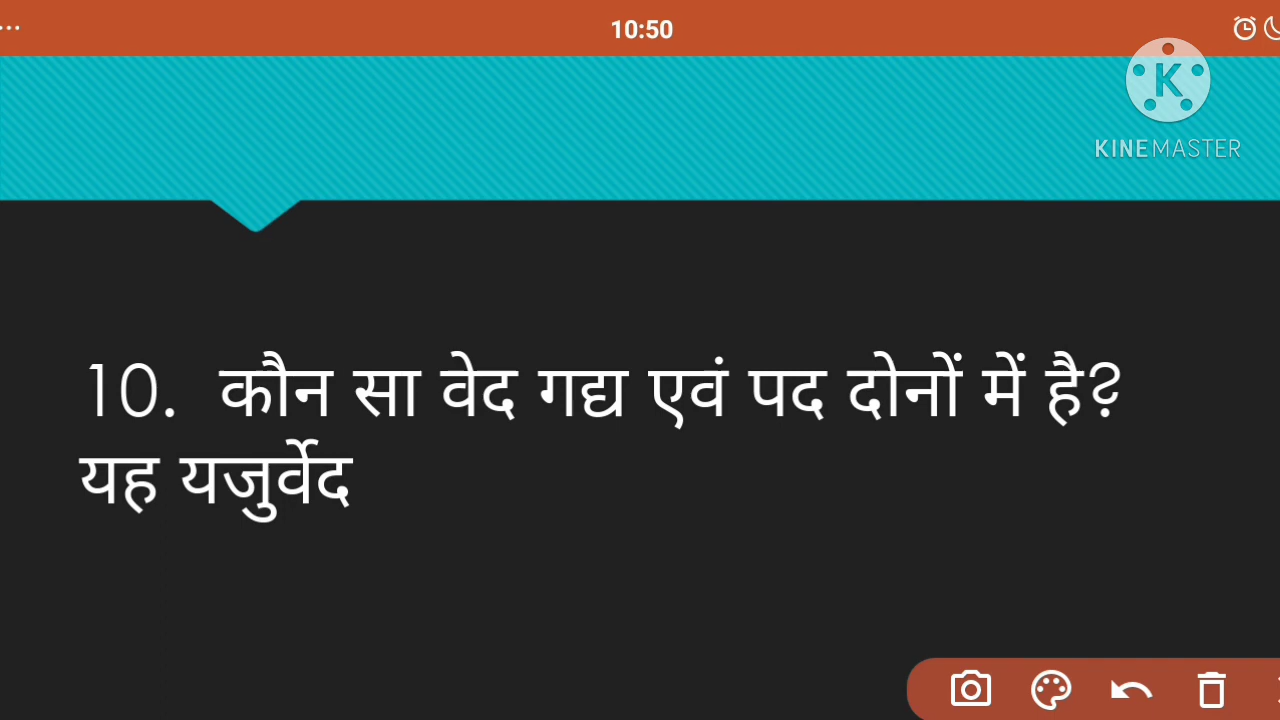 10:50
K
KINEMASTER
10. कौन सा वेद गद्य एवं पद दोनों में है?
यह यजुर्वेद